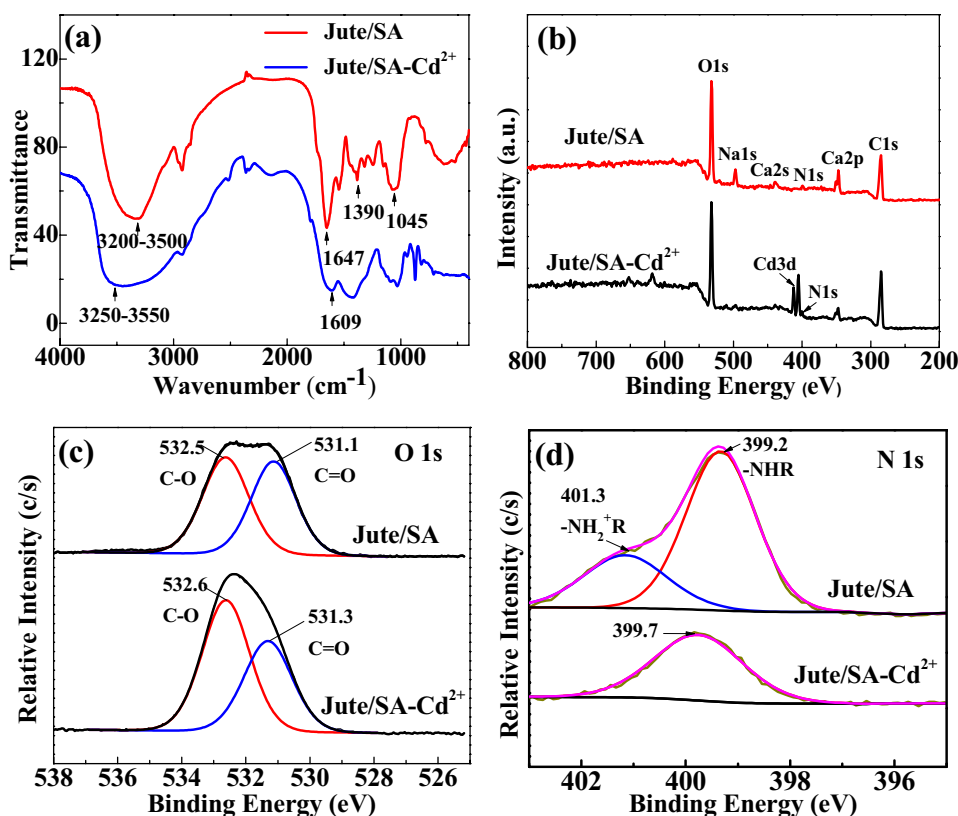 (a)
Jute/SA
Jute/SA-Cd²⁺
120
80
40
0
Transmittance
3200-3500
3250-3550
1647
1390
1045
1609
4000
3000
2000
1000
Wavenumber (cm⁻¹)
(b)
O1s
Jute/SA
Na1s
Ca2s
N1s
Ca2p
C1s
Jute/SA-Cd²⁺
Cd3d
N1s
Intensity (a.u.)
800
700
600
500
400
300
200
Binding Energy (eV)
(c)
O 1s
532.5
C-O
531.1
C=O
Jute/SA
532.6
C-O
531.3
C=O
Jute/SA-Cd²⁺
Relative Intensity (c/s)
538
536
534
532
530
528
526
Binding Energy (eV)
(d)
N 1s
399.2
-NHR
401.3
-NH₂⁺R
Jute/SA
399.7
Jute/SA-Cd²⁺
Relative Intensity (c/s)
402
400
398
396
Binding Energy (eV)